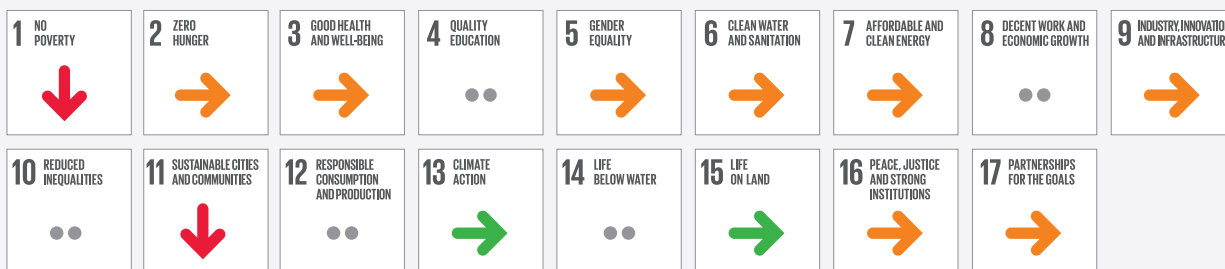 1 NO
POVERTY
2 ZERO
HUNGER
3 GOOD HEALTH
AND WELL-BEING
4 QUALITY
EDUCATION
5 GENDER
EQUALITY
6 CLEAN WATER
AND SANITATION
7 AFFORDABLE AND
CLEAN ENERGY
8 DECENT WORK AND
ECONOMIC GROWTH
9 INDUSTRY, INNOVATIO
AND INFRASTRUCTUR
10 REDUCED
INEQUALITIES
11 SUSTAINABLE CITIES
AND COMMUNITIES
12 RESPONSIBLE
CONSUMPTION
AND PRODUCTION
13 CLIMATE
ACTION
14 LIFE
BELOW WATER
15 LIFE
ON LAND
16 PEACE, JUSTICE
AND STRONG
INSTITUTIONS
17 PARTNERSHIPS
FOR THE GOALS